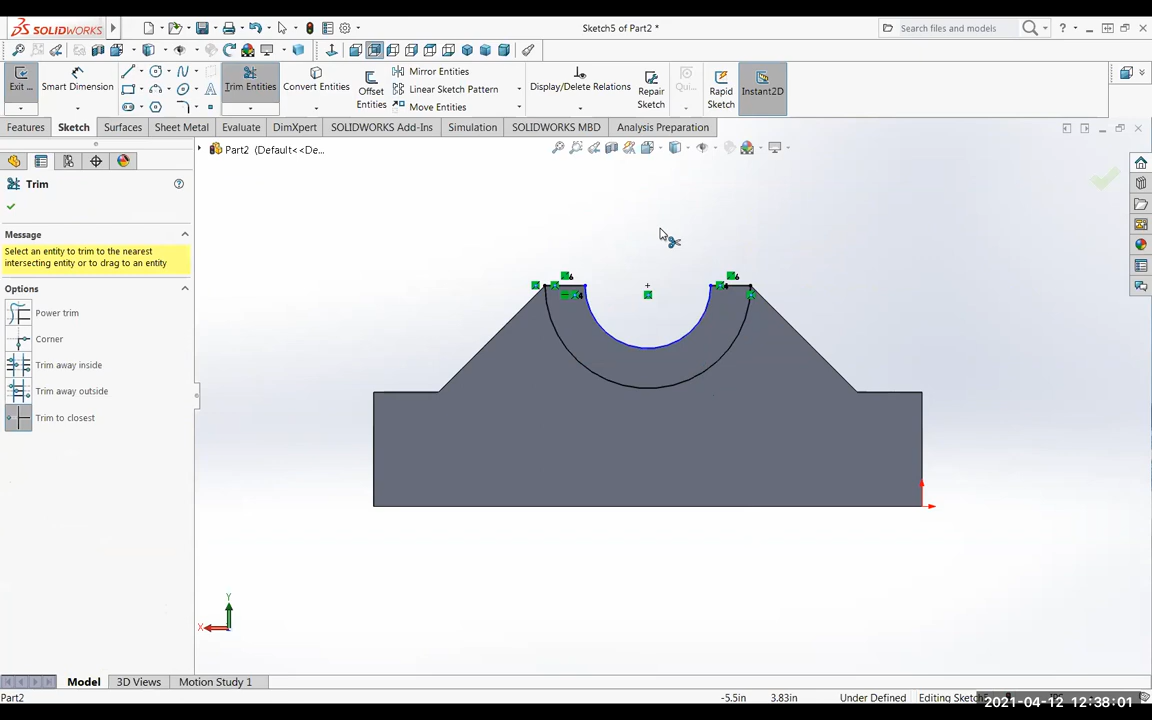 SOLIDWORKS
Sketch5 of Part2 *
Search files and models
?
Exit ...
Smart Dimension
Trim Entities
Convert Entities
Offset Entities
Mirror Entities
Linear Sketch Pattern
Move Entities
Display/Delete Relations
Repair Sketch
Qui...
Rapid Sketch
Instant2D
Features
Sketch
Surfaces
Sheet Metal
Evaluate
DimXpert
SOLIDWORKS Add-Ins
Simulation
SOLIDWORKS MBD
Analysis Preparation
Part2 (Default<<De...
Trim
Message
Select an entity to trim to the nearest
intersecting entity or to drag to an entity
Options
Power trim
Corner
Trim away inside
Trim away outside
Trim to closest
Y
X
Model
3D Views
Motion Study 1
Part2
-5.5in
3.83in
Under Defined
2021-04-12 12:38:01